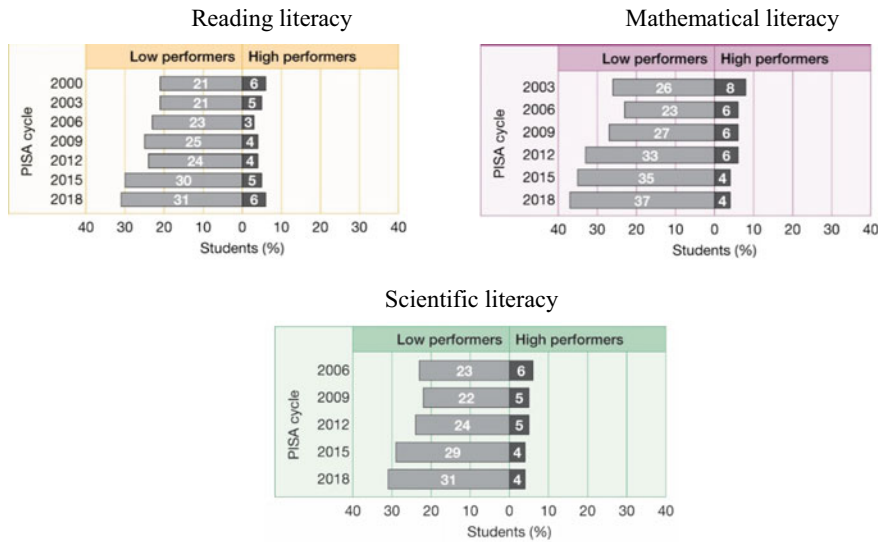 Reading literacy
Low performers High performers
PISA cycle
2000 21 6
2003 21 5
2006 23 3
2009 25 4
2012 24 4
2015 30 5
2018 31 6
40 30 20 10 0 10 20 30 40
Students (%)
Mathematical literacy
Low performers High performers
PISA cycle
2003 26 8
2006 23 6
2009 27 6
2012 33 6
2015 35 4
2018 37 4
40 30 20 10 0 10 20 30 40
Students (%)
Scientific literacy
Low performers High performers
PISA cycle
2006 23 6
2009 22 5
2012 24 5
2015 29 4
2018 31 4
40 30 20 10 0 10 20 30 40
Students (%)